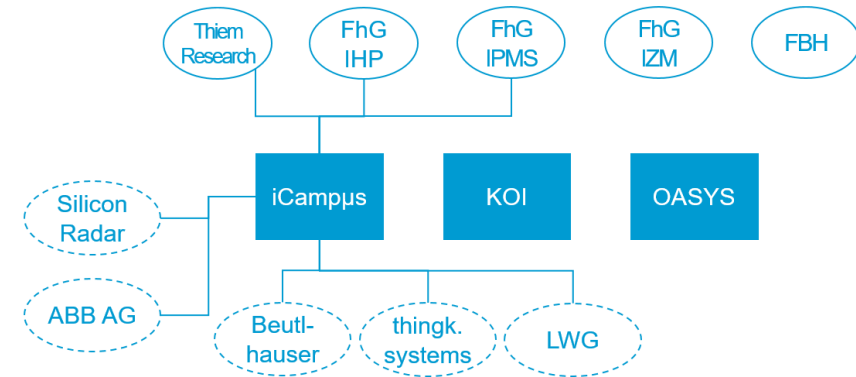 Thiem
Research
FhG
IHP
FhG
IPMS
FhG
IZM
FBH
iCampμs
KOI
OASYS
Silicon
Radar
ABB AG
Beutl-
hauser
thingk.
systems
LWG